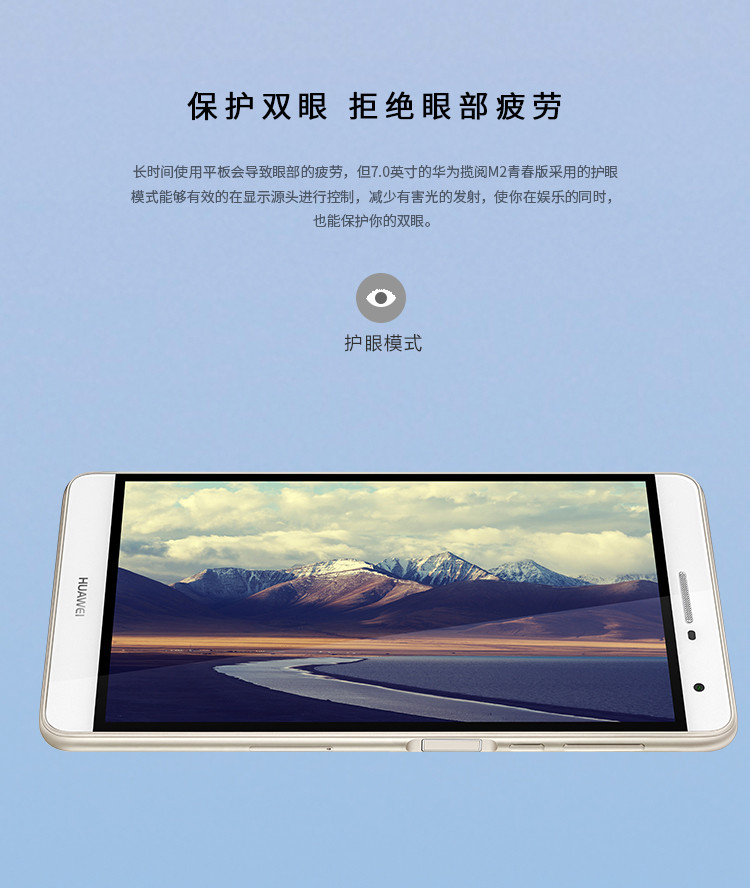 保护双眼 拒绝眼部疲劳
长时间使用平板会导致眼部的疲劳，但7.0英寸的华为揽阅M2青春版采用的护眼
模式能够有效的在显示源头进行控制，减少有害光的发射，使你在娱乐的同时，
也能保护你的双眼。
护眼模式
HUAWEI